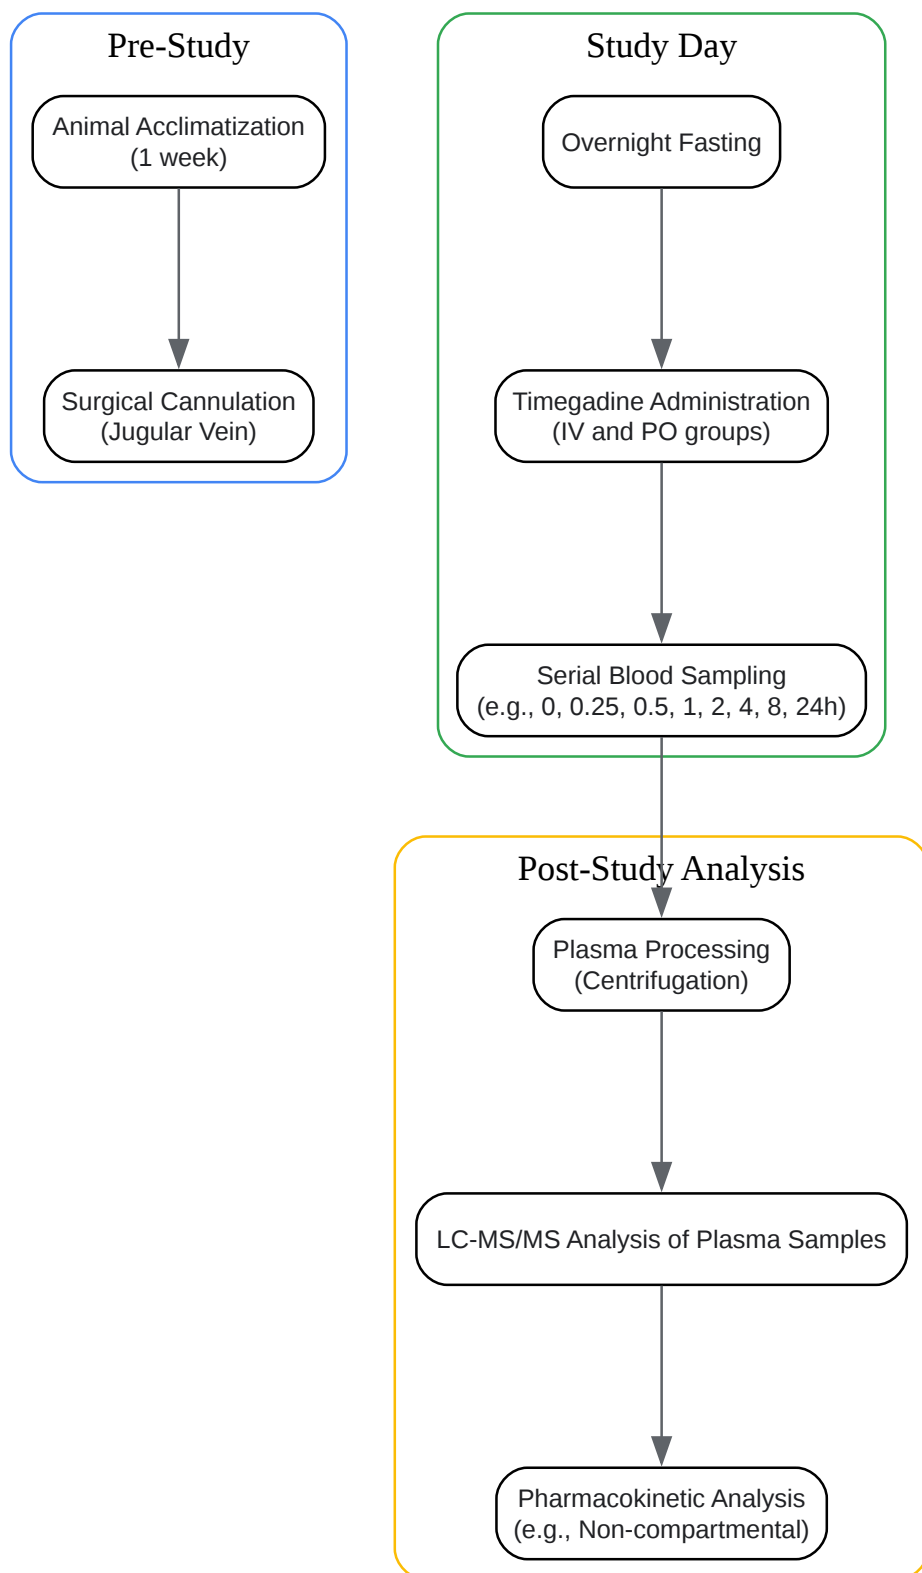 Pre-Study
Animal Acclimatization
(1 week)
Surgical Cannulation
(Jugular Vein)
Study Day
Overnight Fasting
Timegadine Administration
(IV and PO groups)
Serial Blood Sampling
(e.g., 0, 0.25, 0.5, 1, 2, 4, 8, 24h)
Post-Study Analysis
Plasma Processing
(Centrifugation)
LC-MS/MS Analysis of Plasma Samples
Pharmacokinetic Analysis
(e.g., Non-compartmental)